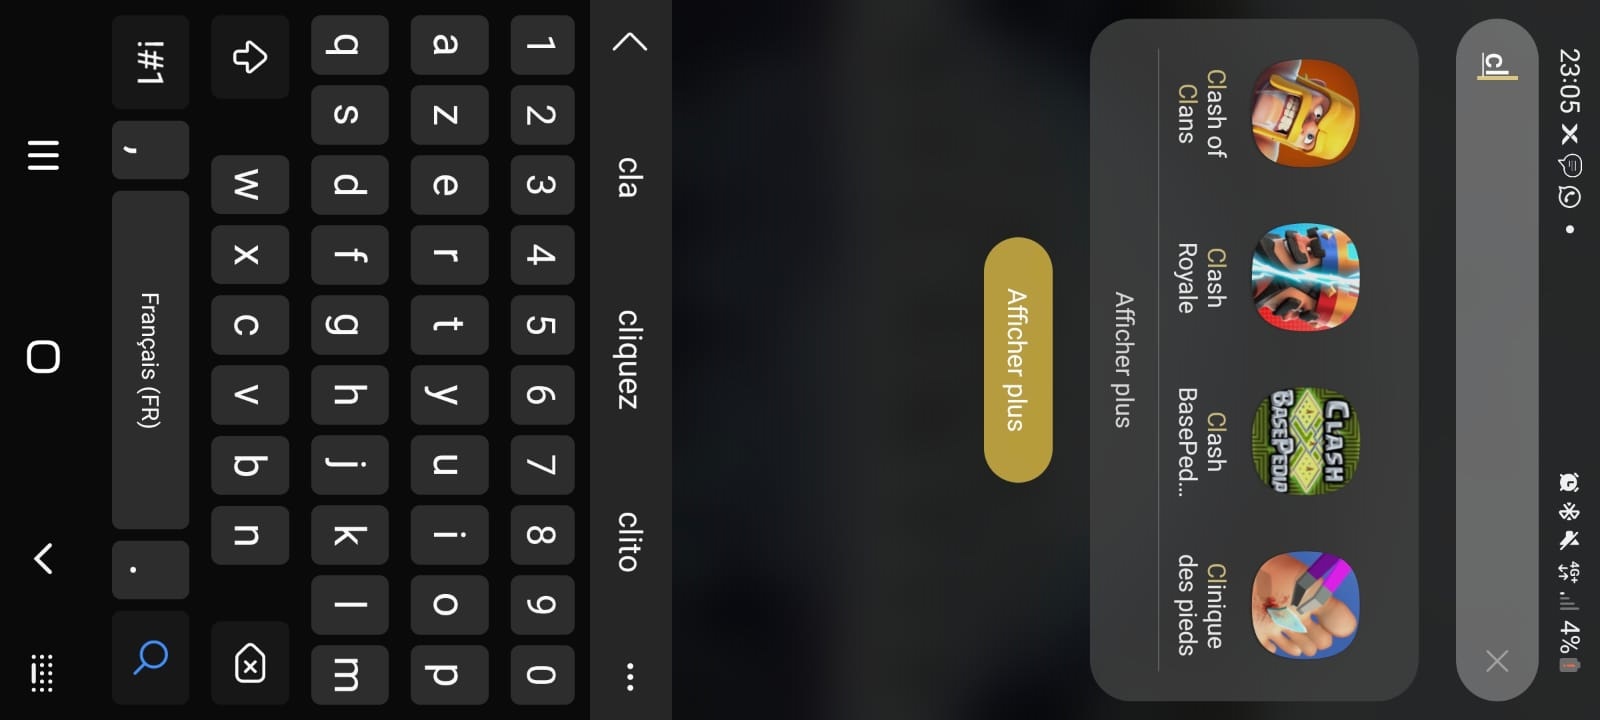 23:05
4G+
4%
cl
CLASH
BASEPEDIA
Clash of
Clans
Clash
Royale
Clash
BasePed...
Clinique
des pieds
Afficher plus
Afficher plus
cla
cliquez
clito
1 2 3 4 5 6 7 8 9 0
a z e r t y u i o p
q s d f g h j k l m
w x c v b n
!#1
,
Français (FR)
.